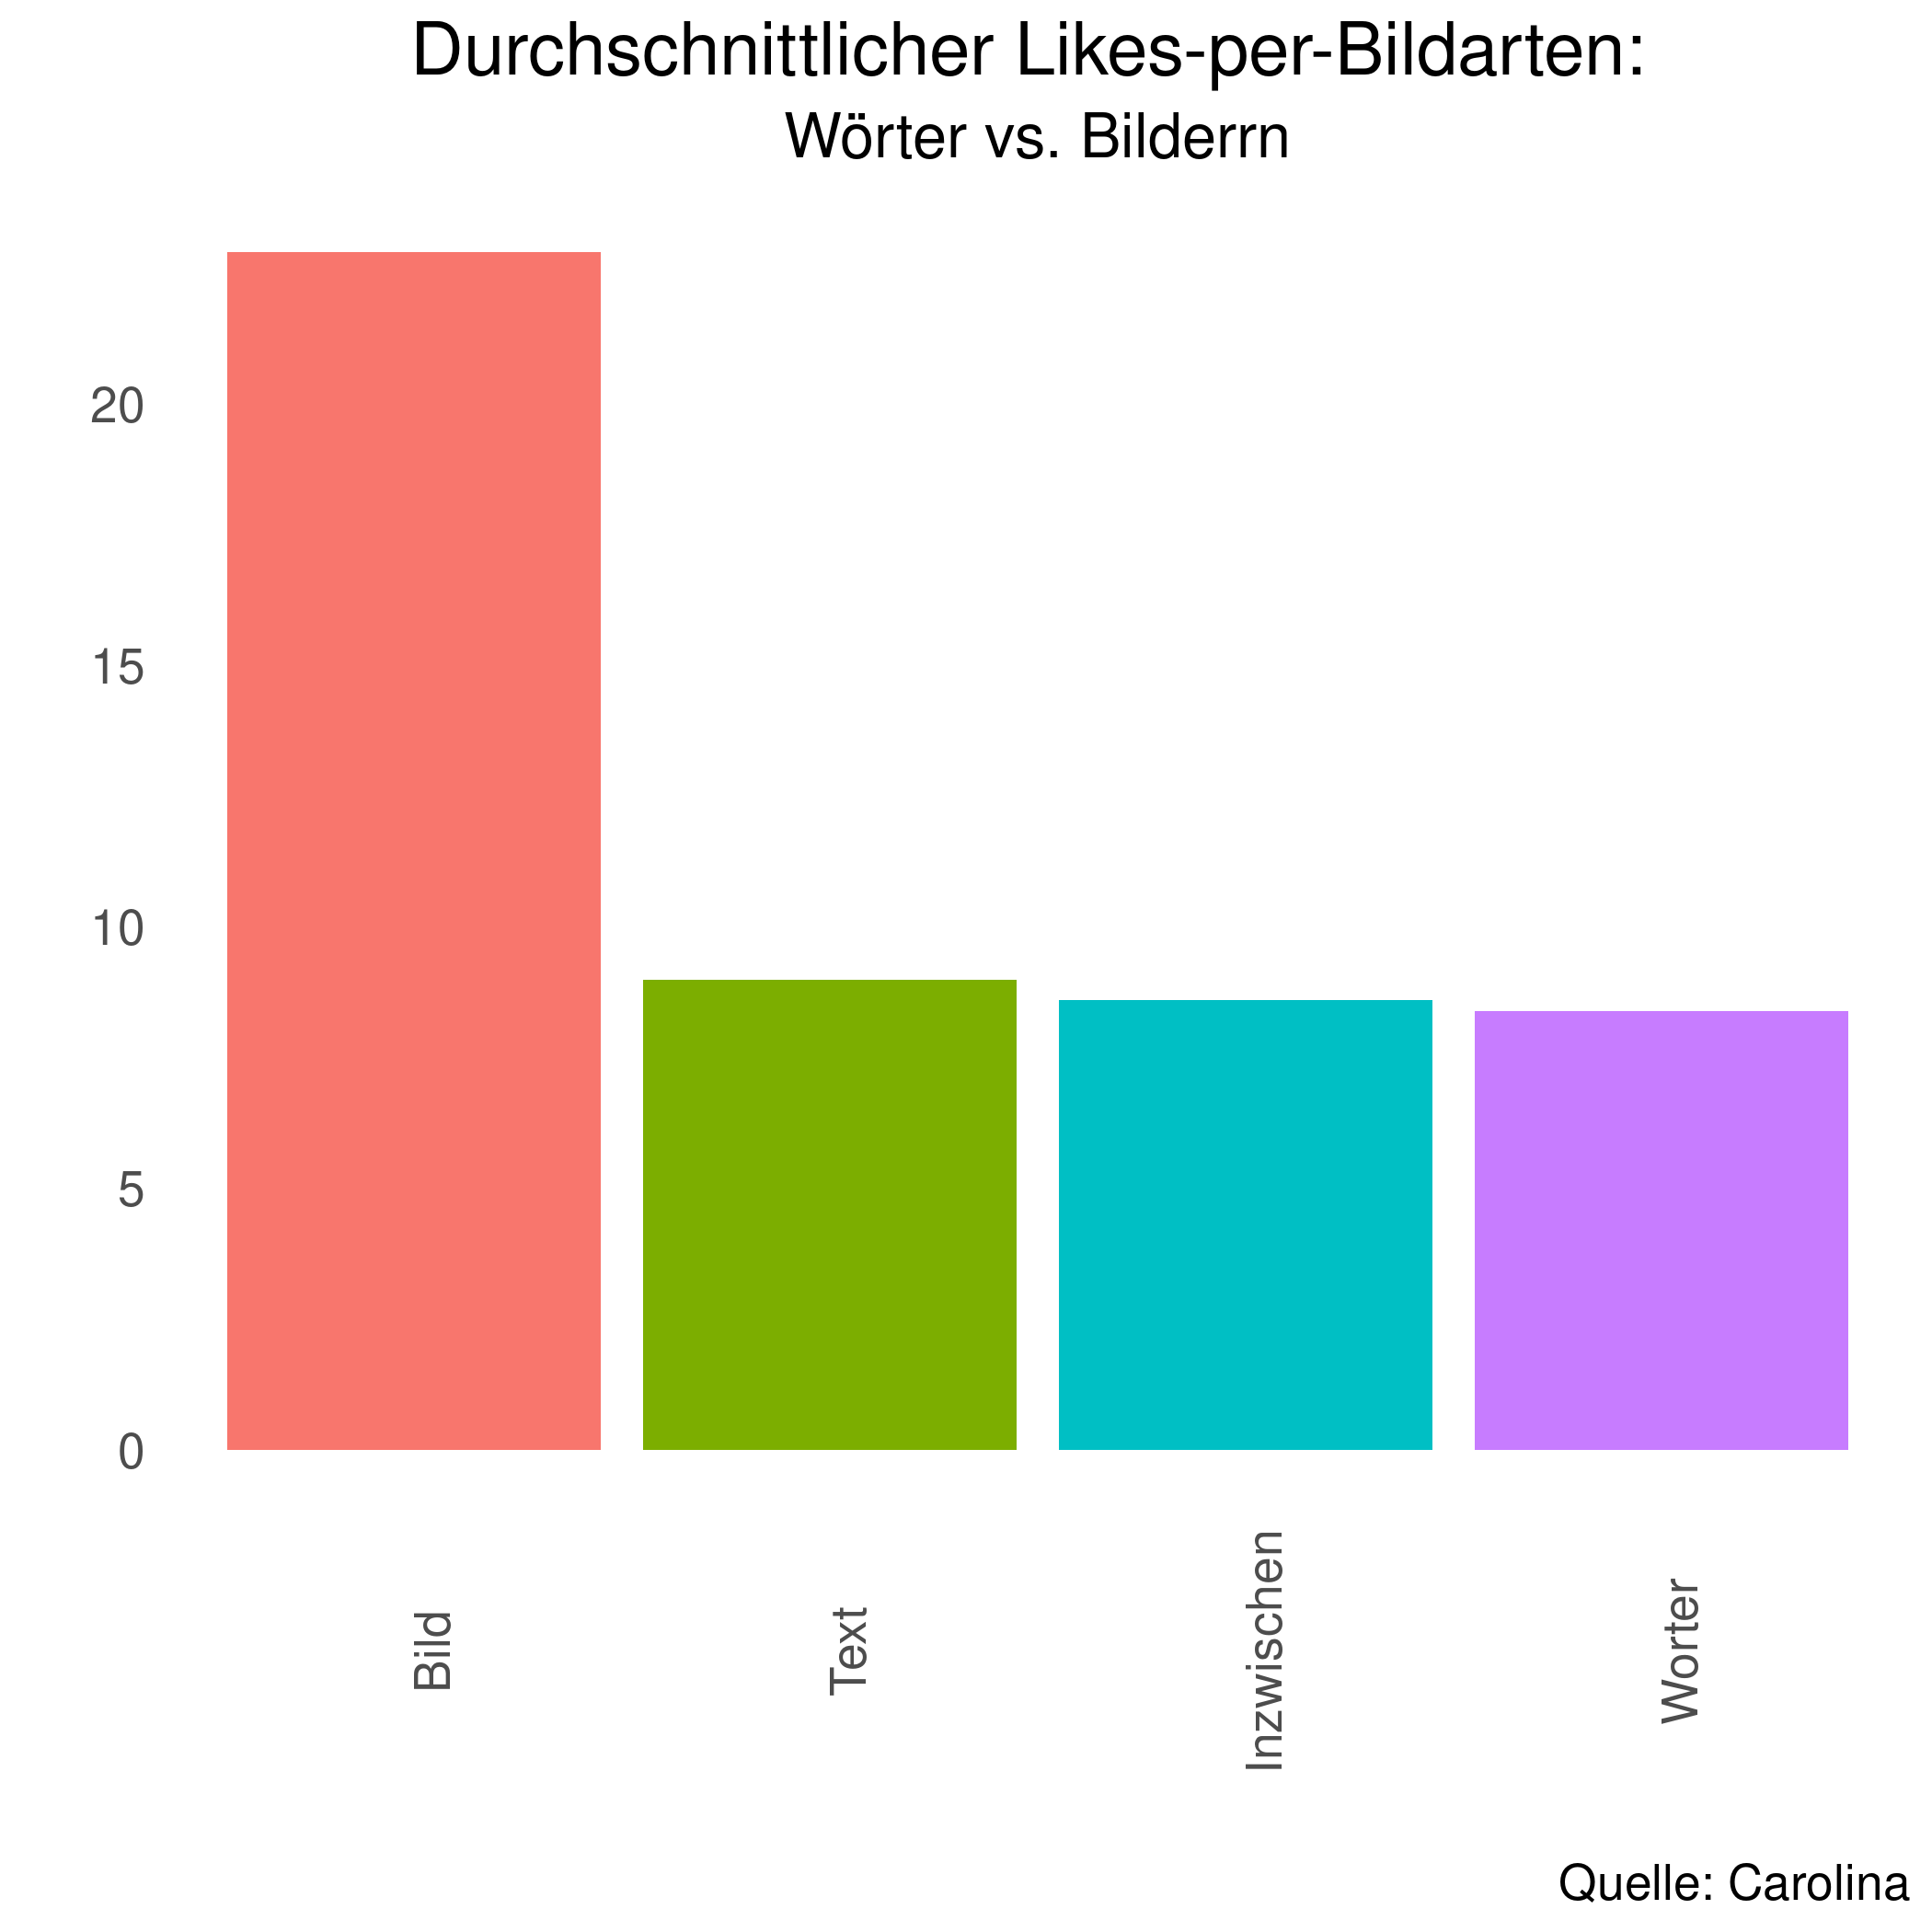 Durchschnittlicher Likes-per-Bildarten:
Wörter vs. Bilderrn
20
15
10
5
0
Bild
Text
Inzwischen
Worter
Quelle: Carolina